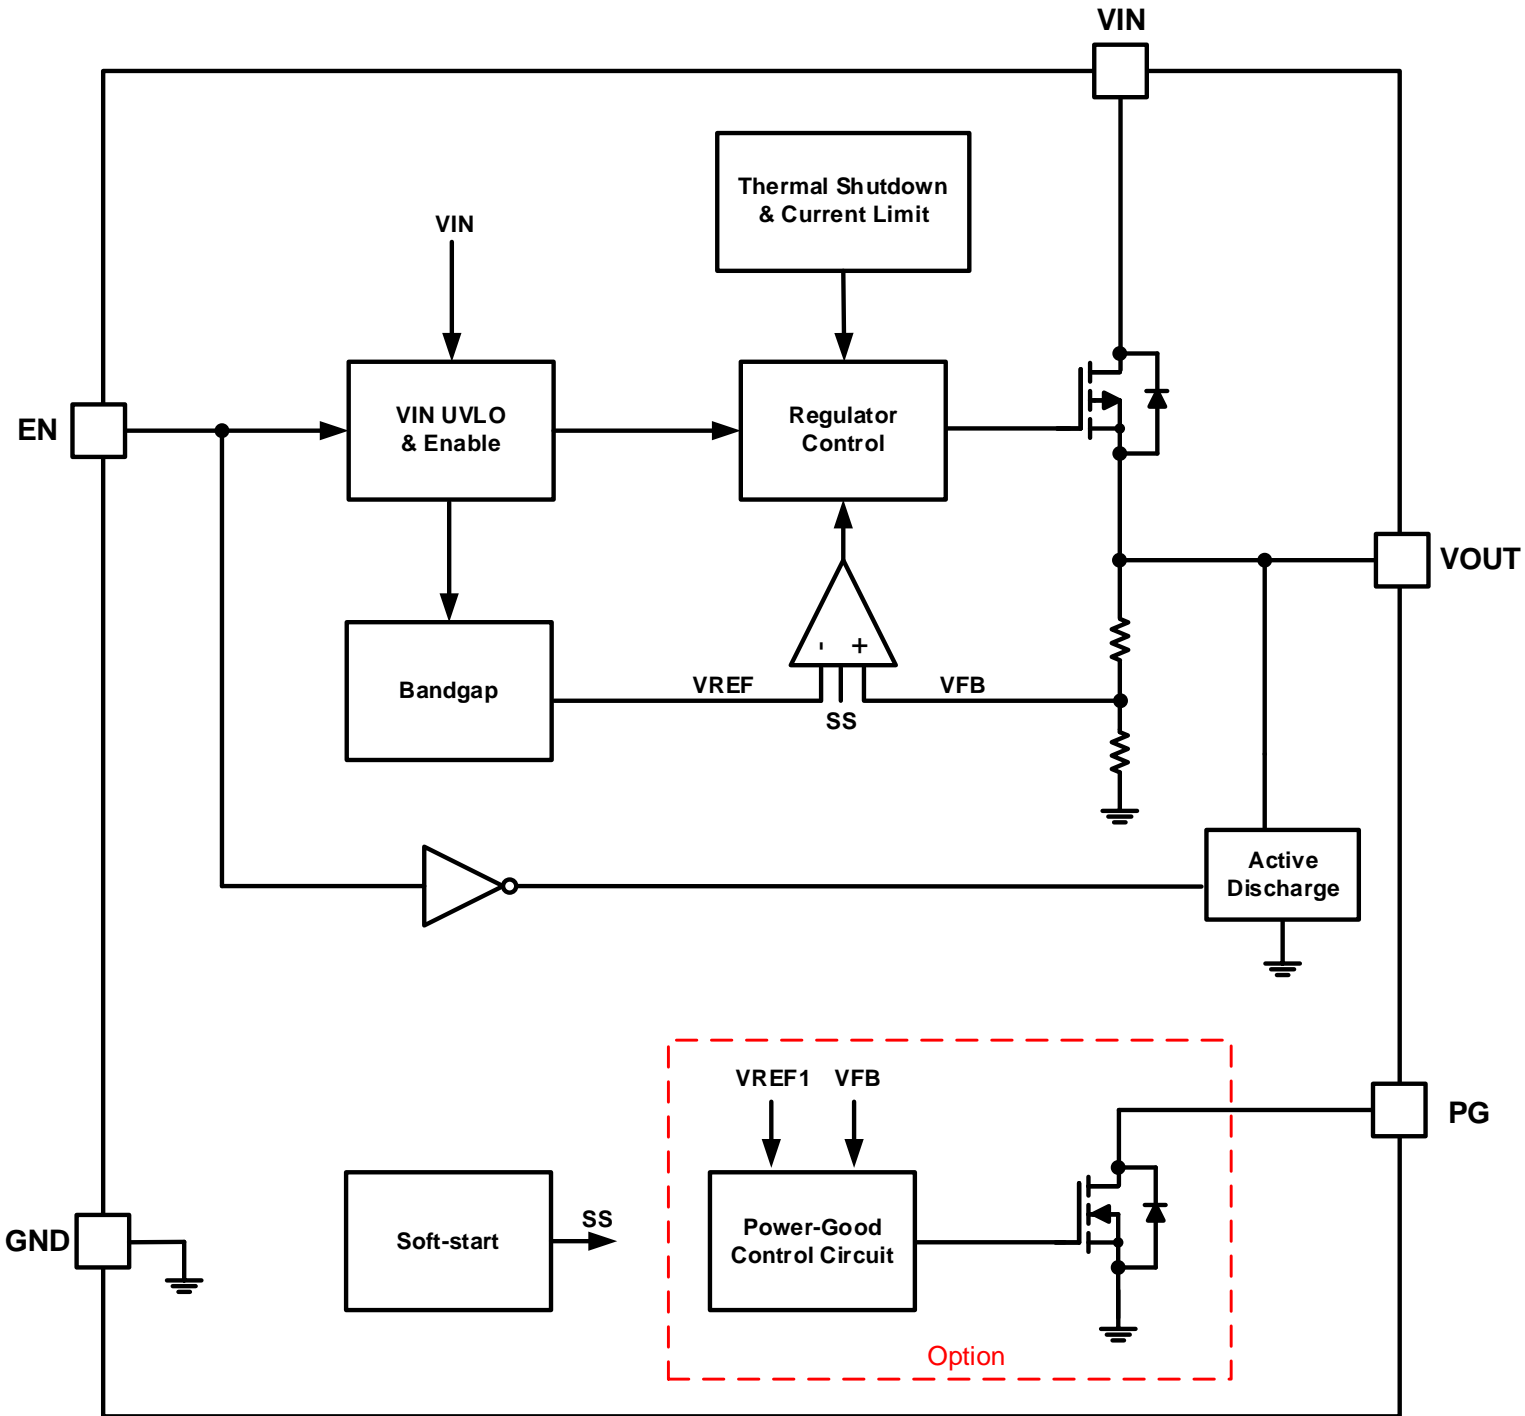 VIN
Thermal Shutdown
& Current Limit
VIN
EN
VIN UVLO
& Enable
Regulator
Control
VOUT
- +
Bandgap
VREF
SS
VFB
Active
Discharge
VREF1
VFB
PG
GND
Soft-start
SS
Power-Good
Control Circuit
Option